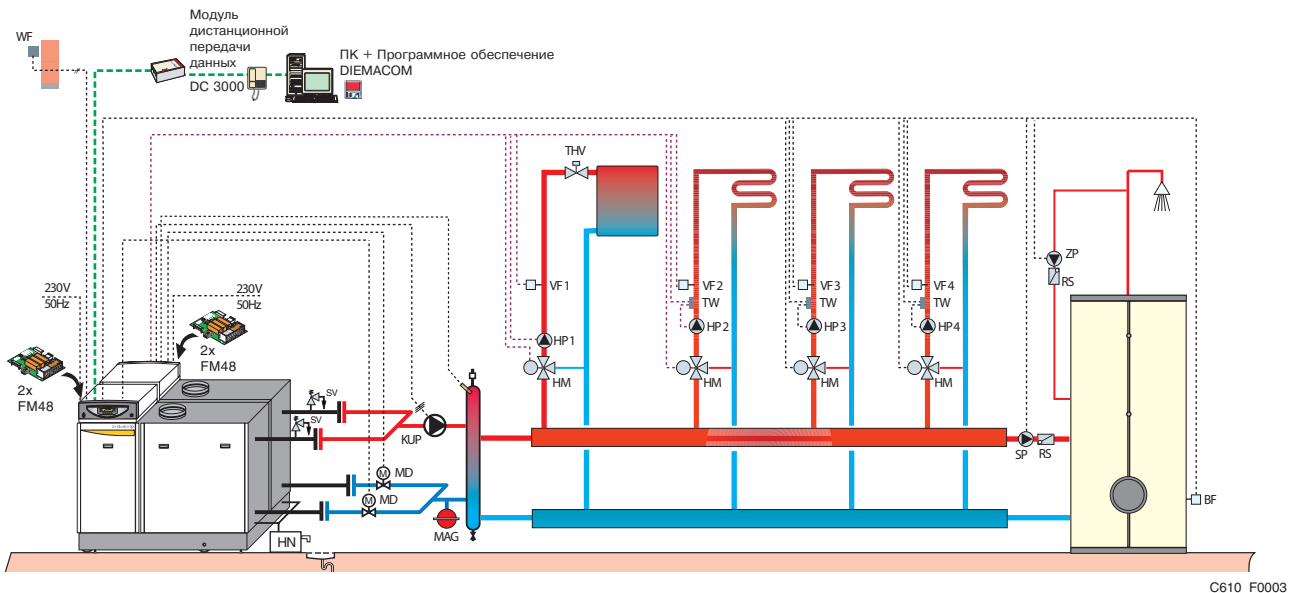 Модуль
дистанционной
передачи
данных
DC 3000
ПК + Программное обеспечение
DIEMACOM
WF
THV
ZP
RS
VF1
VF2
VF3
VF4
TW
TW
TW
230V
50Hz
230V
50Hz
HP1
HP2
HP3
HP4
2x
FM48
2x
FM48
HM
HM
HM
HM
SV
SV
KUP
SP
RS
MD
MD
BF
MAG
HN
C610 F0003